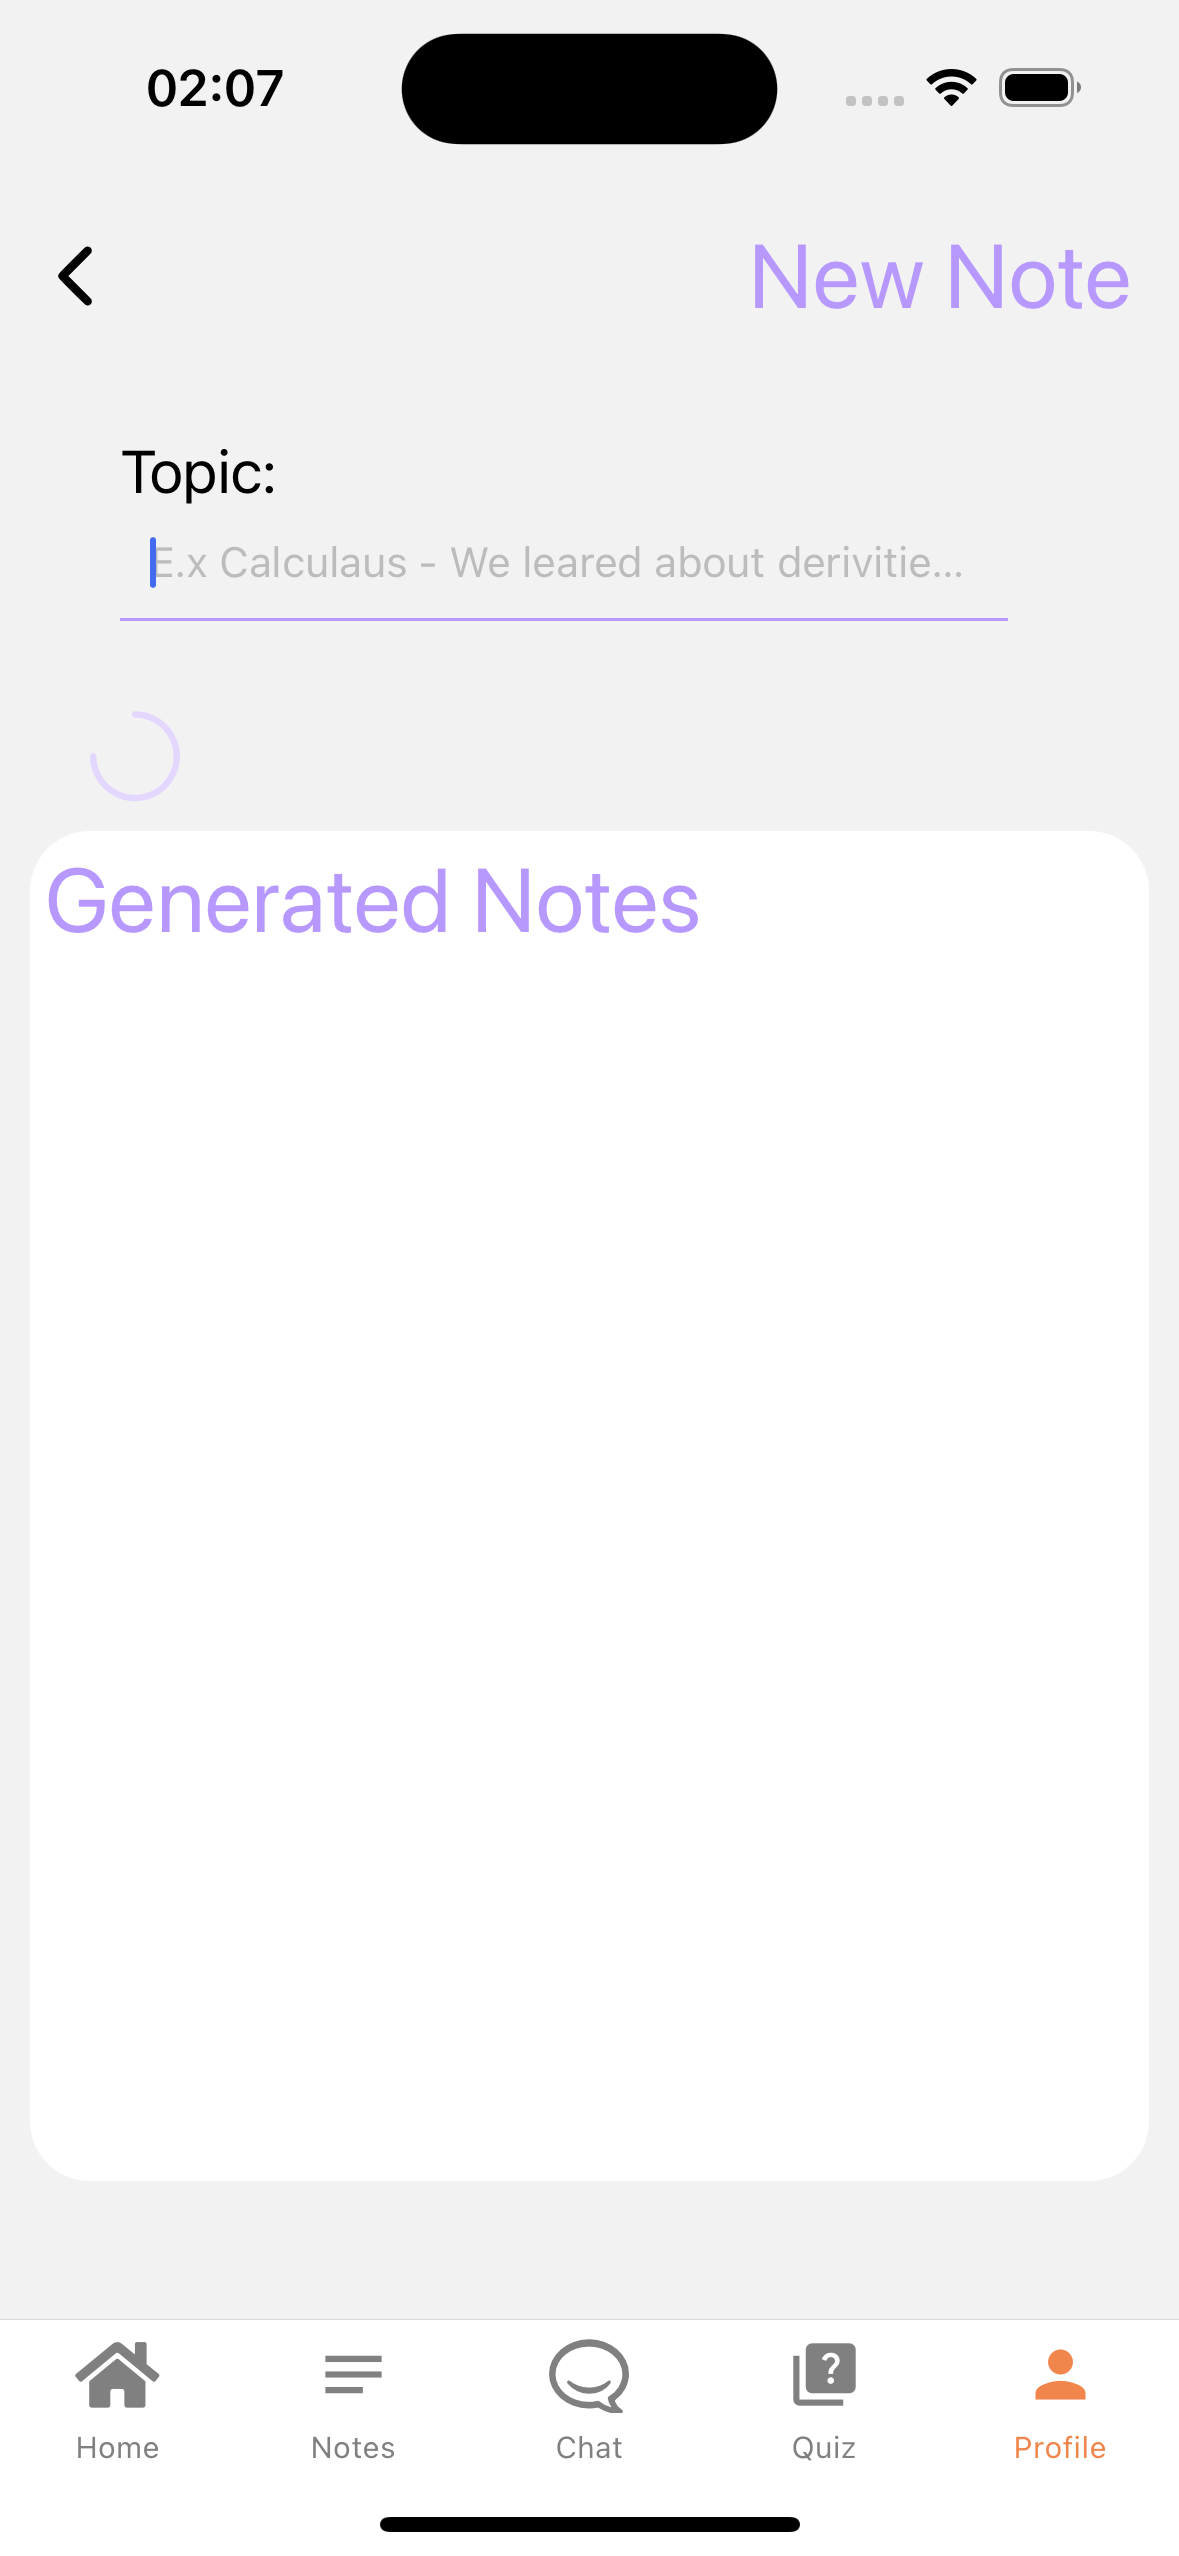 02:07
New Note
Topic:
E.x Calculaus - We leared about derivitie...
Generated Notes
?
Home
Notes
Chat
Quiz
Profile